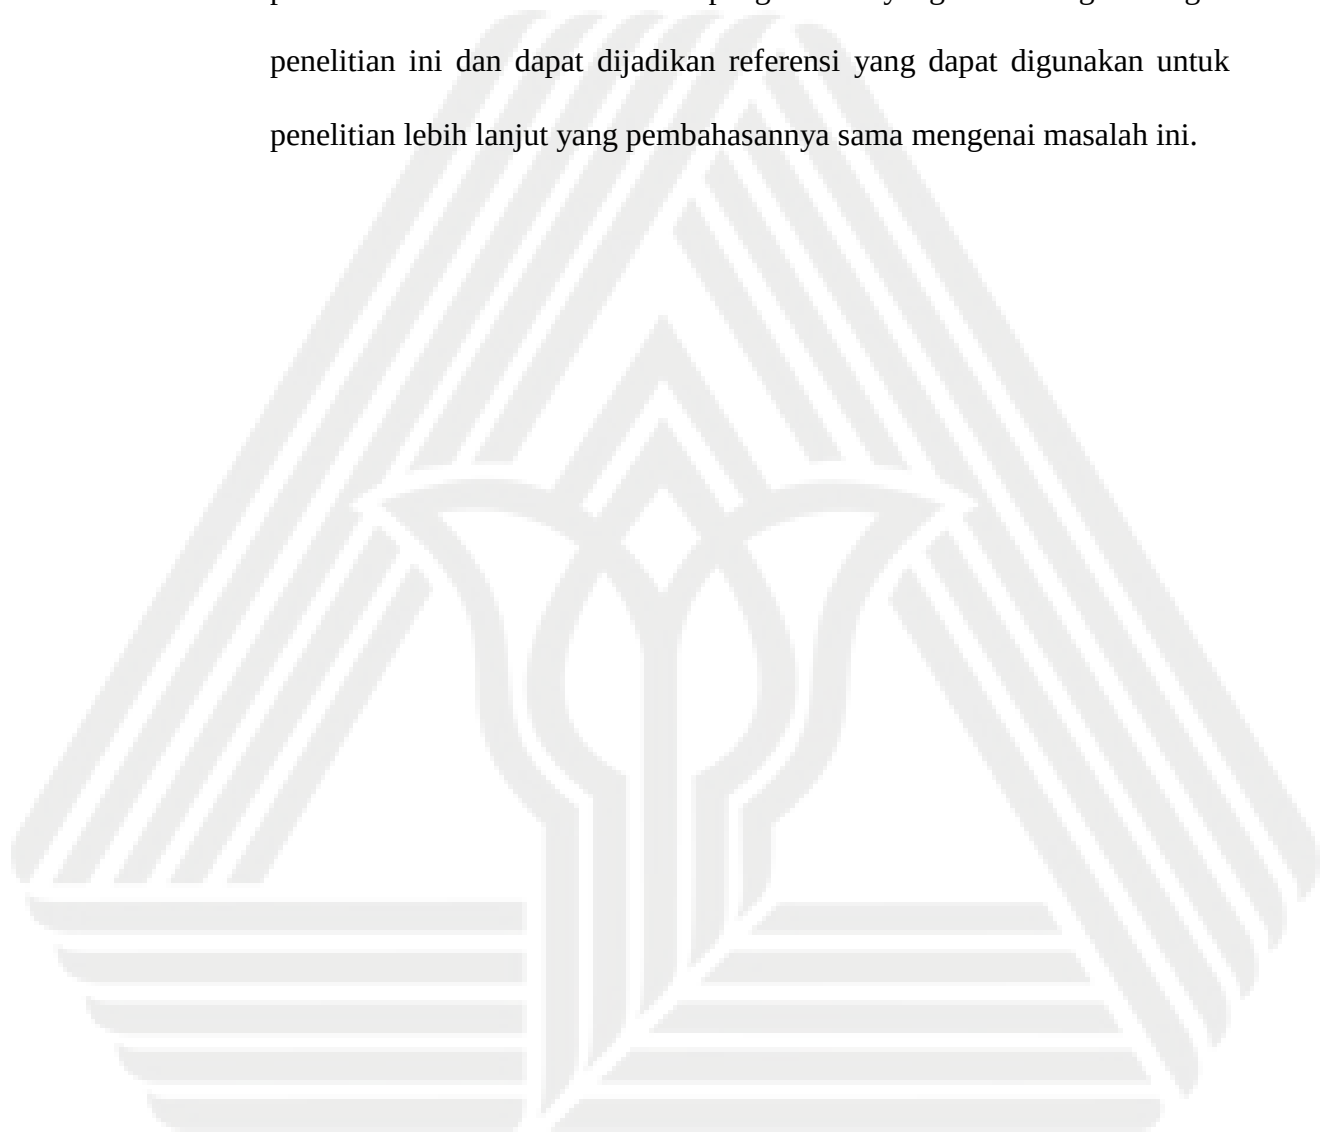 penelitian ini dan dapat dijadikan referensi yang dapat digunakan untuk
penelitian lebih lanjut yang pembahasannya sama mengenai masalah ini.